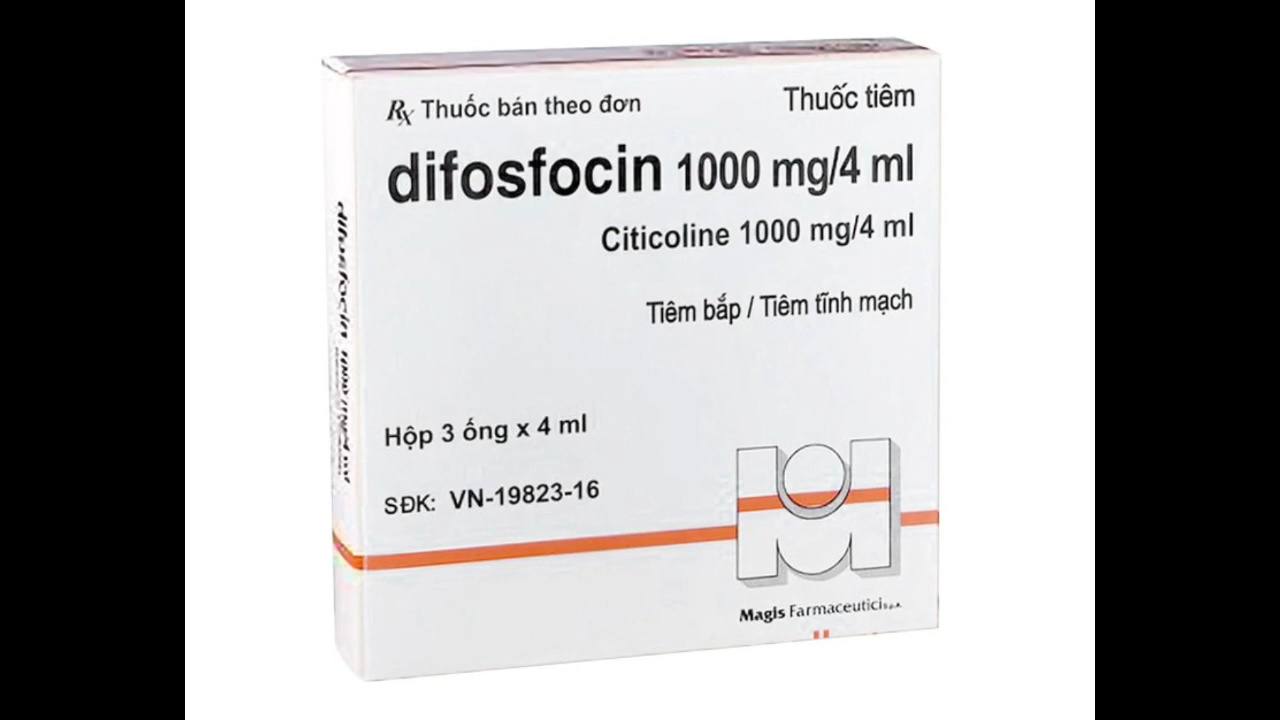 Rx Thuốc bán theo đơn
Thuốc tiêm
difosfocin 1000 mg/4 ml
Citicoline 1000 mg/4 ml
Tiêm bắp / Tiêm tĩnh mạch
Hộp 3 ống x 4 ml
SĐK: VN-19823-16
Magis Farmaceutici s.p.a.
difosfocin